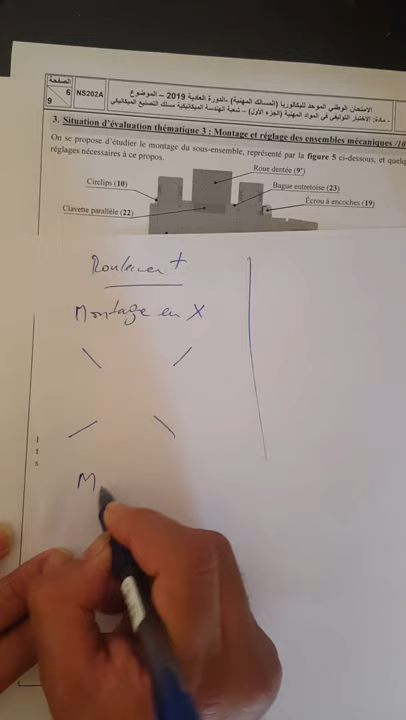 الصفحة
6
9
NS202A
الامتحان الوطني الموحد للبكالوريا (المسالك المهنية) -الدورة العادية 2019 – الموضوع
- مادة: الاختبار التوليفي في المواد المهنية (الجزء الأول) – شعبة الهندسة الميكانيكية مسلك التصنيع الميكانيكي
3. Situation d'évaluation thématique 3 : Montage et réglage des ensembles mécaniques /10
On se propose d'étudier le montage du sous-ensemble, représenté par la figure 5 ci-dessous, et quelq
réglages nécessaires à ce propos.
Roue dentée (9')
Circlips (10)
Bague entretoise (23)
Écrou à encoches (19)
Clavette parallèle (22)
Montage en X
M